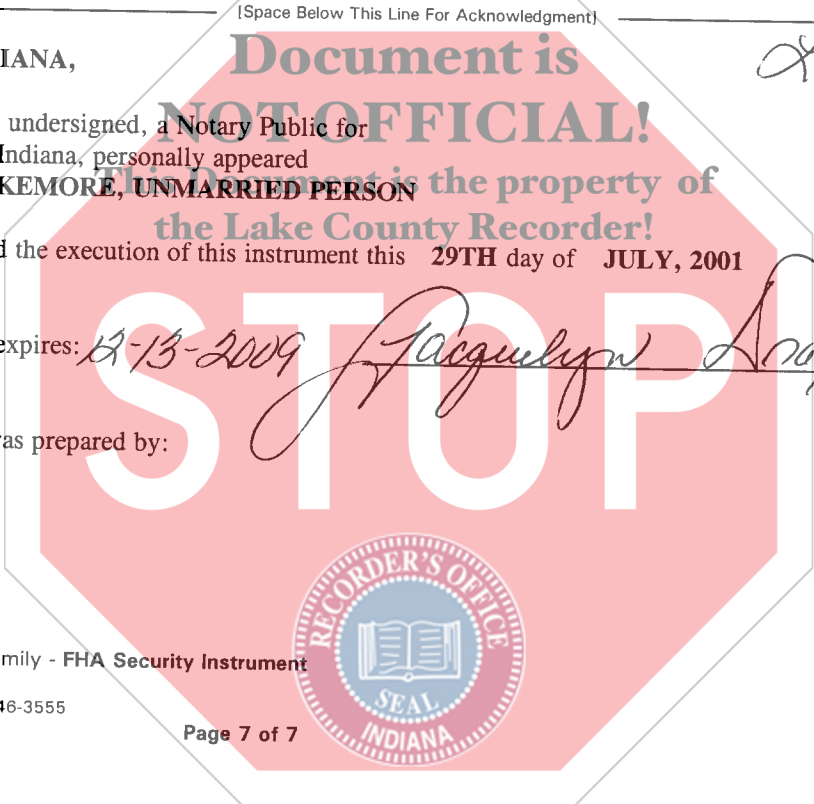 [Space Below This Line For Acknowledgment]
IANA,
Document is
undersigned, a Notary Public for
NOT OFFICIAL!
Indiana, personally appeared
This Document is the property of
KEMORE, UNMARRIED PERSON
the Lake County Recorder!
d the execution of this instrument this 29TH day of JULY, 2001
expires: 12-13-2009 Jacquelyn
STOP
as prepared by:
RECORDER'S OFFICE
SEAL
INDIANA
mily - FHA Security Instrument
46-3555
Page 7 of 7